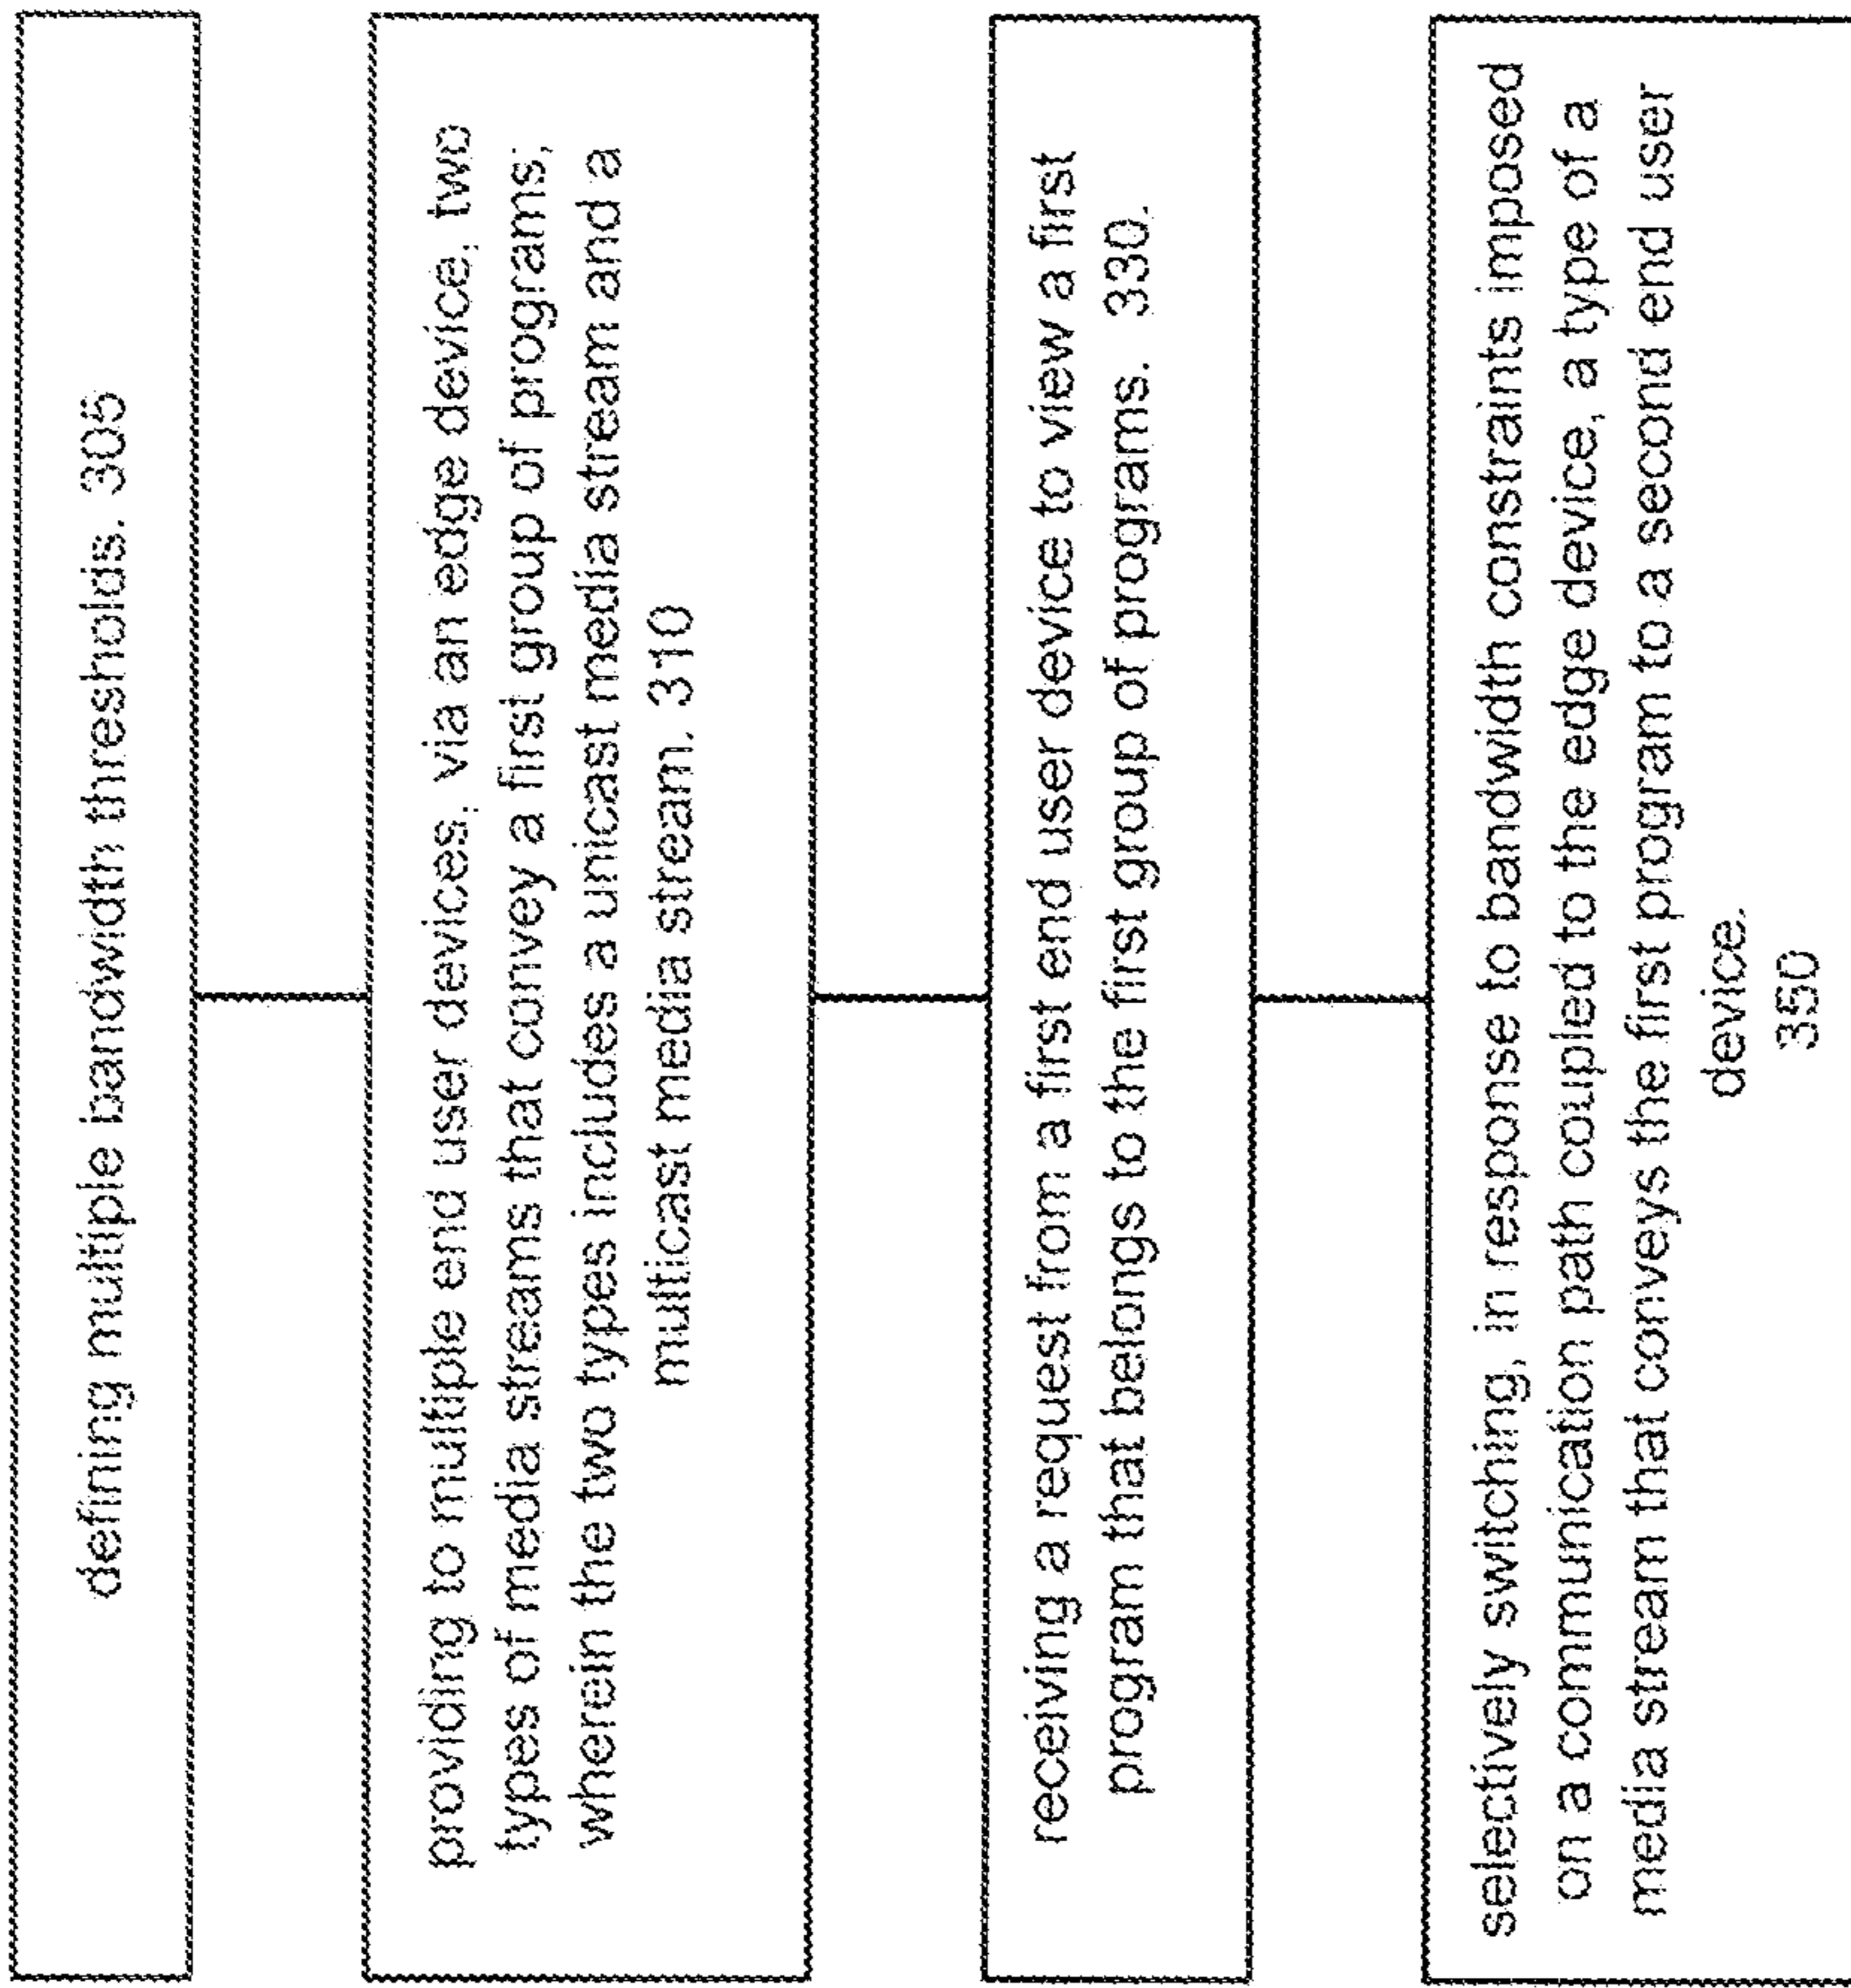 defining multiple bandwidth thresholds. 305
providing to multiple end user devices, via an edge device, two
types of media streams that convey a first group of programs;
wherein the two types includes a unicast media stream and a
multicast media stream. 310
receiving a request from a first end user device to view a first
program that belongs to the first group of programs. 330.
selectively switching, in response to bandwidth constraints imposed
on a communication path coupled to the edge device, a type of a
media stream that conveys the first program to a second end user
device.
350